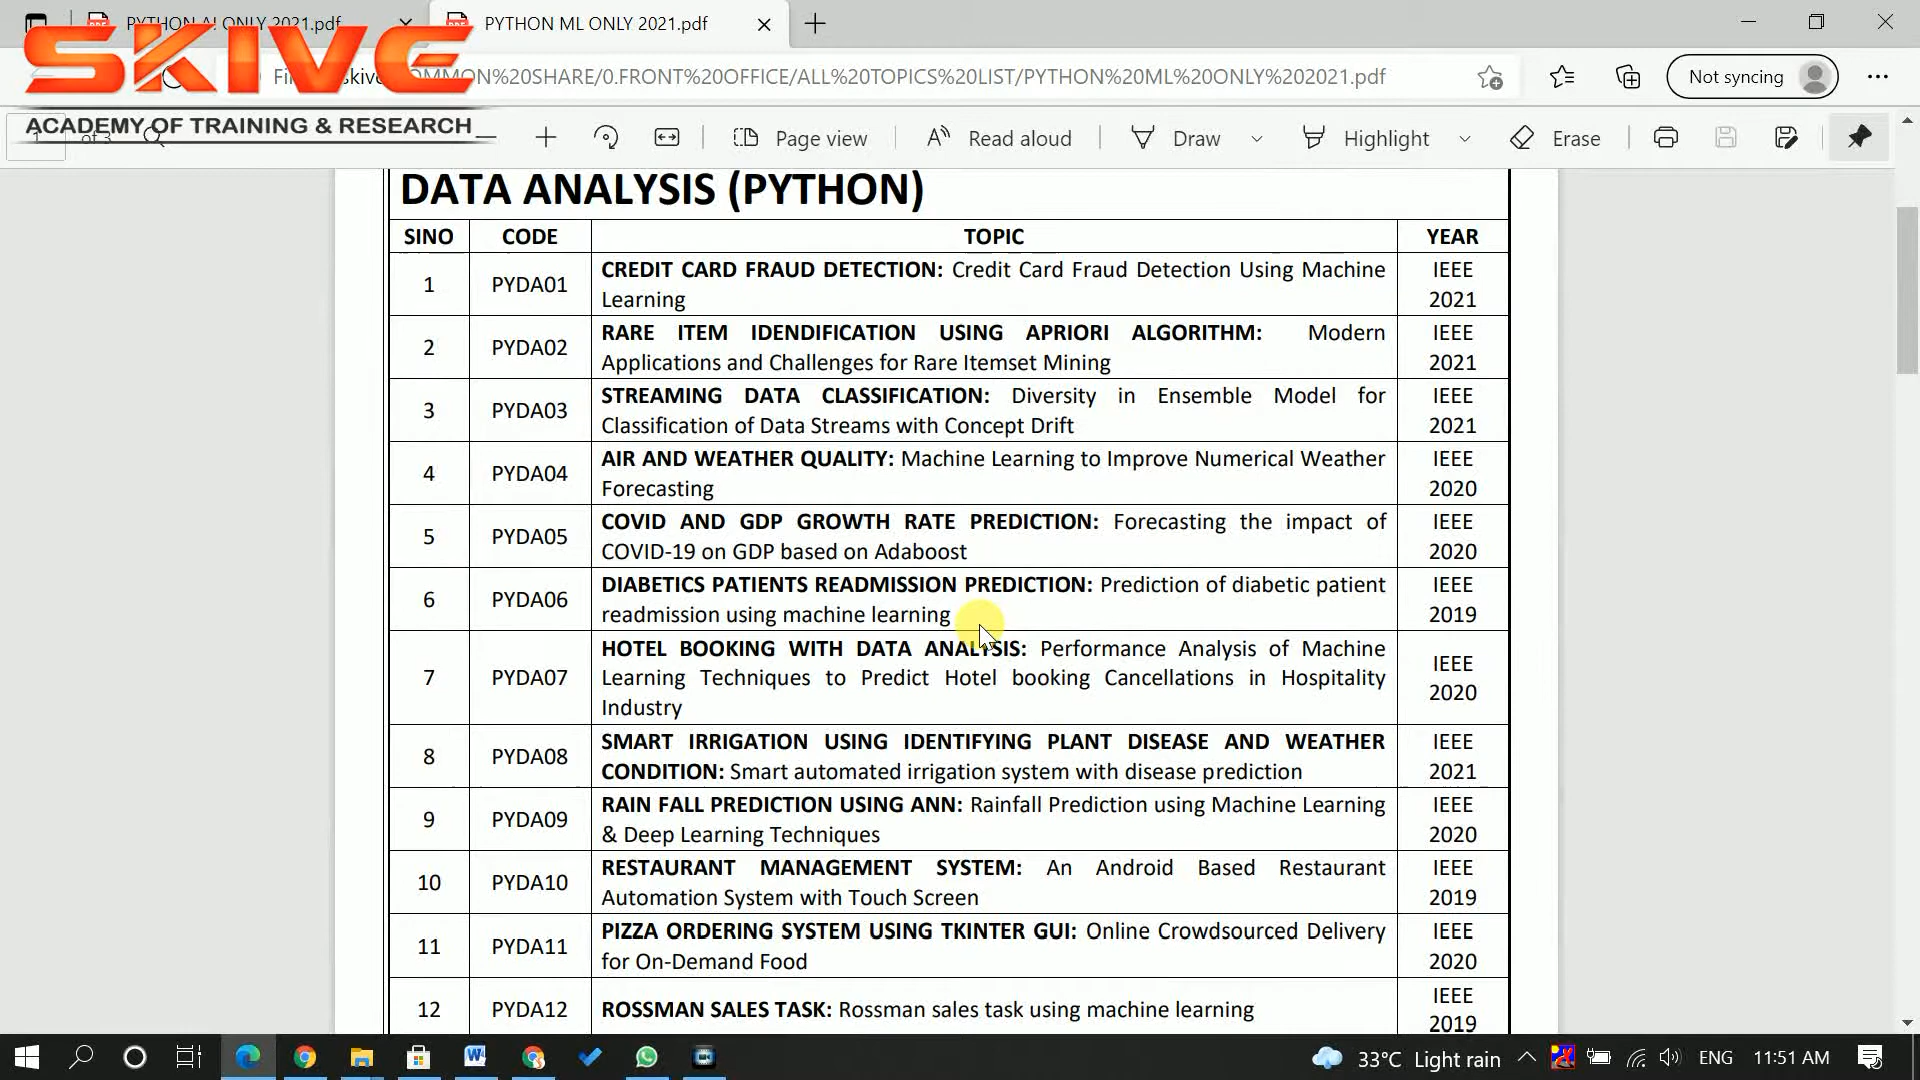 PYTHON AI ONLY 2021.pdf
PYTHON ML ONLY 2021.pdf
SKIVE
ACADEMY OF TRAINING & RESEARCH
OMMON%20SHARE/0.FRONT%20OFFICE/ALL%20TOPICS%20LIST/PYTHON%20ML%20ONLY%202021.pdf
Not syncing
1 of 3
Page view
Read aloud
Draw
Highlight
Erase
DATA ANALYSIS (PYTHON)
SINO CODE TOPIC YEAR
1 PYDA01 CREDIT CARD FRAUD DETECTION: Credit Card Fraud Detection Using Machine
Learning
IEEE
2021
2 PYDA02 RARE ITEM IDENDIFICATION USING APRIORI ALGORITHM: Modern
Applications and Challenges for Rare Itemset Mining
IEEE
2021
3 PYDA03 STREAMING DATA CLASSIFICATION: Diversity in Ensemble Model for
Classification of Data Streams with Concept Drift
IEEE
2021
4 PYDA04 AIR AND WEATHER QUALITY: Machine Learning to Improve Numerical Weather
Forecasting
IEEE
2020
5 PYDA05 COVID AND GDP GROWTH RATE PREDICTION: Forecasting the impact of
COVID-19 on GDP based on Adaboost
IEEE
2020
6 PYDA06 DIABETICS PATIENTS READMISSION PREDICTION: Prediction of diabetic patient
readmission using machine learning
IEEE
2019
7 PYDA07 HOTEL BOOKING WITH DATA ANALYSIS: Performance Analysis of Machine
Learning Techniques to Predict Hotel booking Cancellations in Hospitality
Industry
IEEE
2020
8 PYDA08 SMART IRRIGATION USING IDENTIFYING PLANT DISEASE AND WEATHER
CONDITION: Smart automated irrigation system with disease prediction
IEEE
2021
9 PYDA09 RAIN FALL PREDICTION USING ANN: Rainfall Prediction using Machine Learning
& Deep Learning Techniques
IEEE
2020
10 PYDA10 RESTAURANT MANAGEMENT SYSTEM: An Android Based Restaurant
Automation System with Touch Screen
IEEE
2019
11 PYDA11 PIZZA ORDERING SYSTEM USING TKINTER GUI: Online Crowdsourced Delivery
for On-Demand Food
IEEE
2020
12 PYDA12 ROSSMAN SALES TASK: Rossman sales task using machine learning
IEEE
2019
33°C Light rain
ENG
11:51 AM